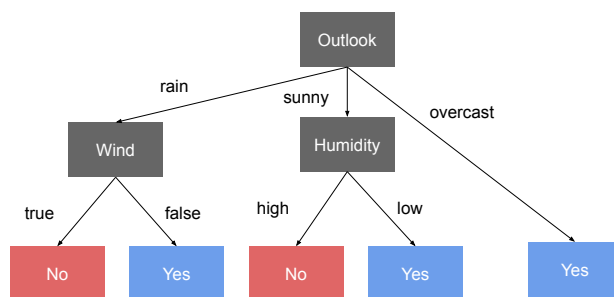 Outlook
rain
sunny
overcast
Wind
Humidity
true
false
high
low
No
Yes
No
Yes
Yes